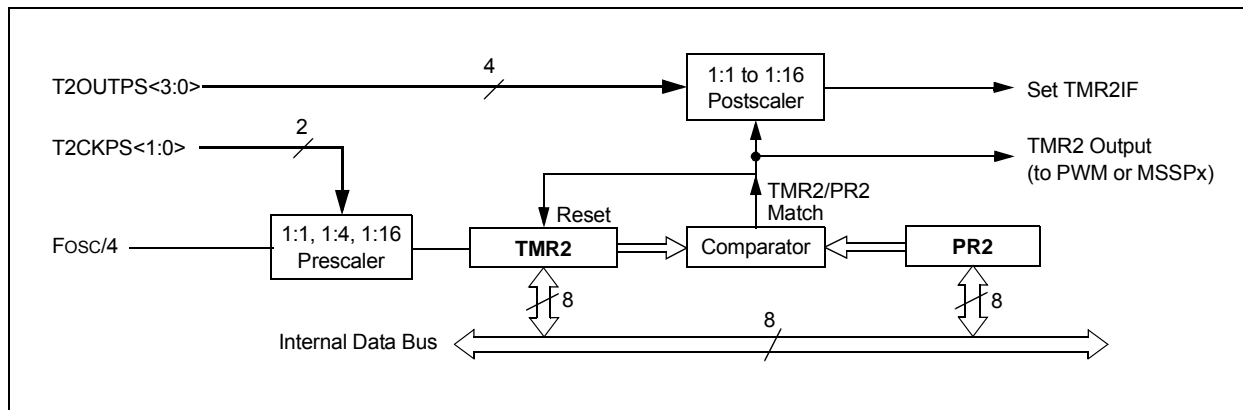 T2OUTPS<3:0>
4
1:1 to 1:16
Postscaler
Set TMR2IF
T2CKPS<1:0>
2
TMR2 Output
(to PWM or MSSPx)
TMR2/PR2
Match
Reset
FOSC/4
1:1, 1:4, 1:16
Prescaler
TMR2
Comparator
PR2
8
8
Internal Data Bus
8